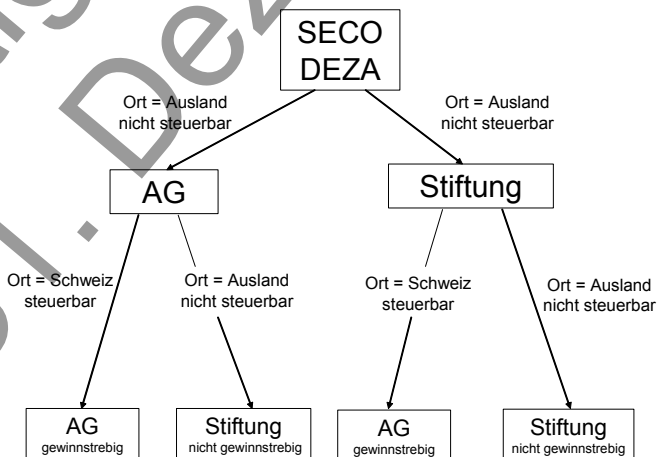 SECO
DEZA
Ort = Ausland
nicht steuerbar
Ort = Ausland
nicht steuerbar
AG
Stiftung
Ort = Schweiz
steuerbar
Ort = Ausland
nicht steuerbar
Ort = Schweiz
steuerbar
Ort = Ausland
nicht steuerbar
AG
gewinnstrebig
Stiftung
nicht gewinnstrebig
AG
gewinnstrebig
Stiftung
nicht gewinnstrebig